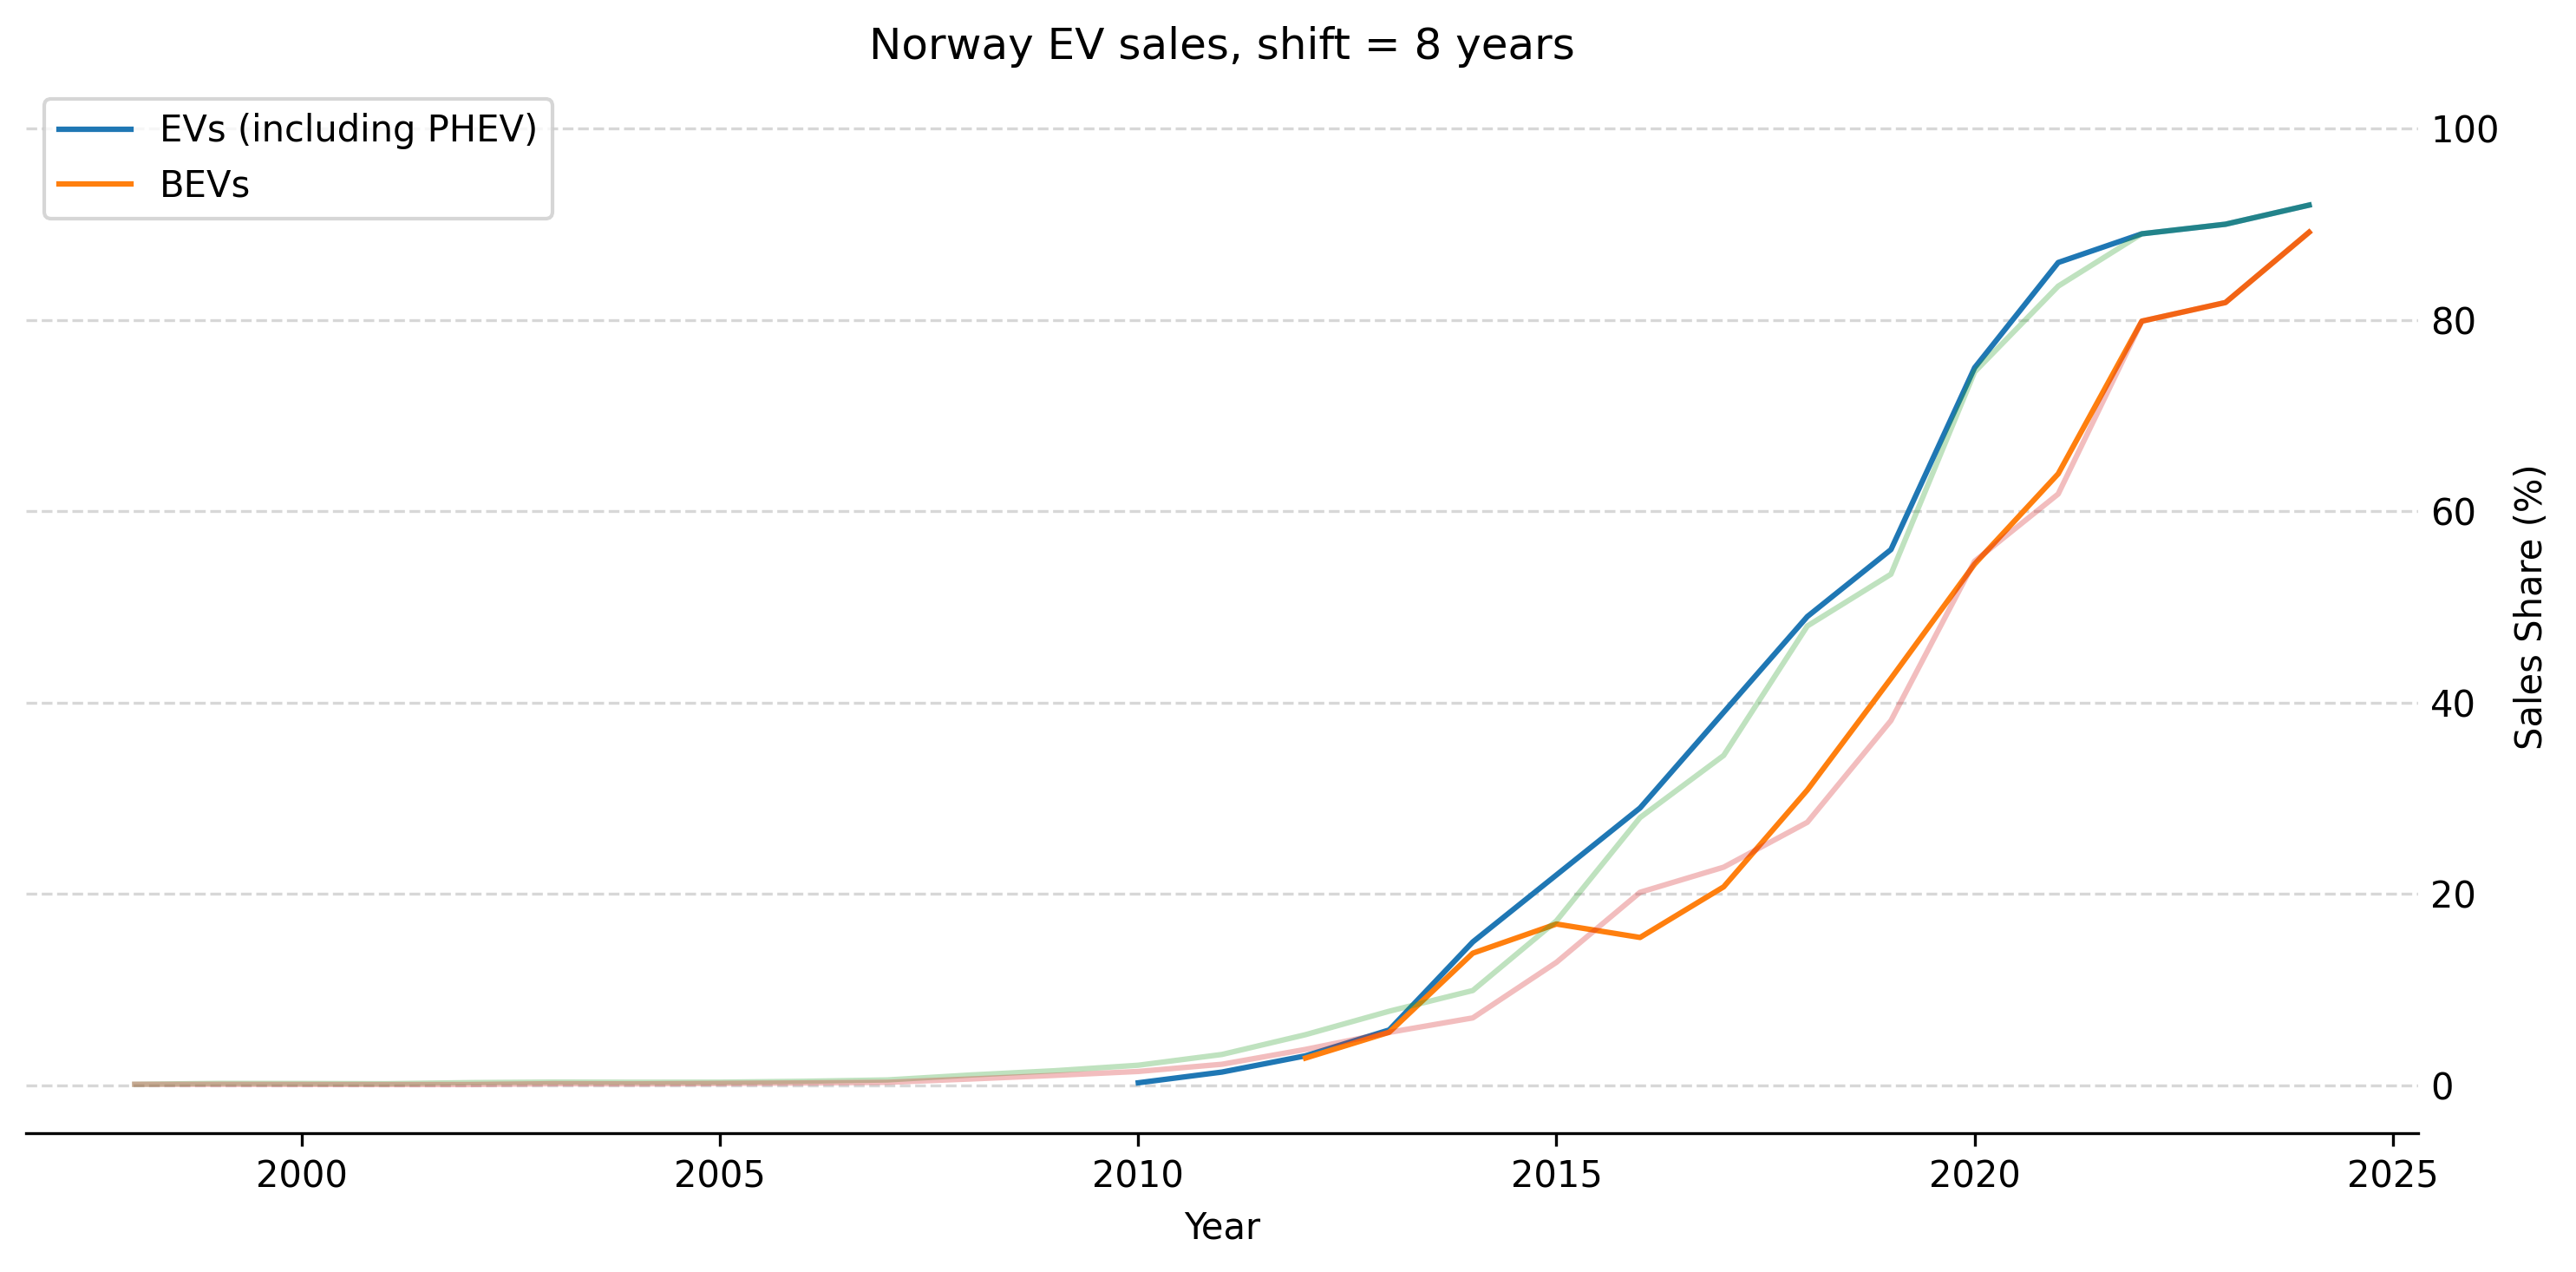 Norway EV sales, shift = 8 years
EVs (including PHEV)
BEVs
100
80
60
40
20
0
Sales Share (%)
2000 2005 2010 2015 2020 2025
Year